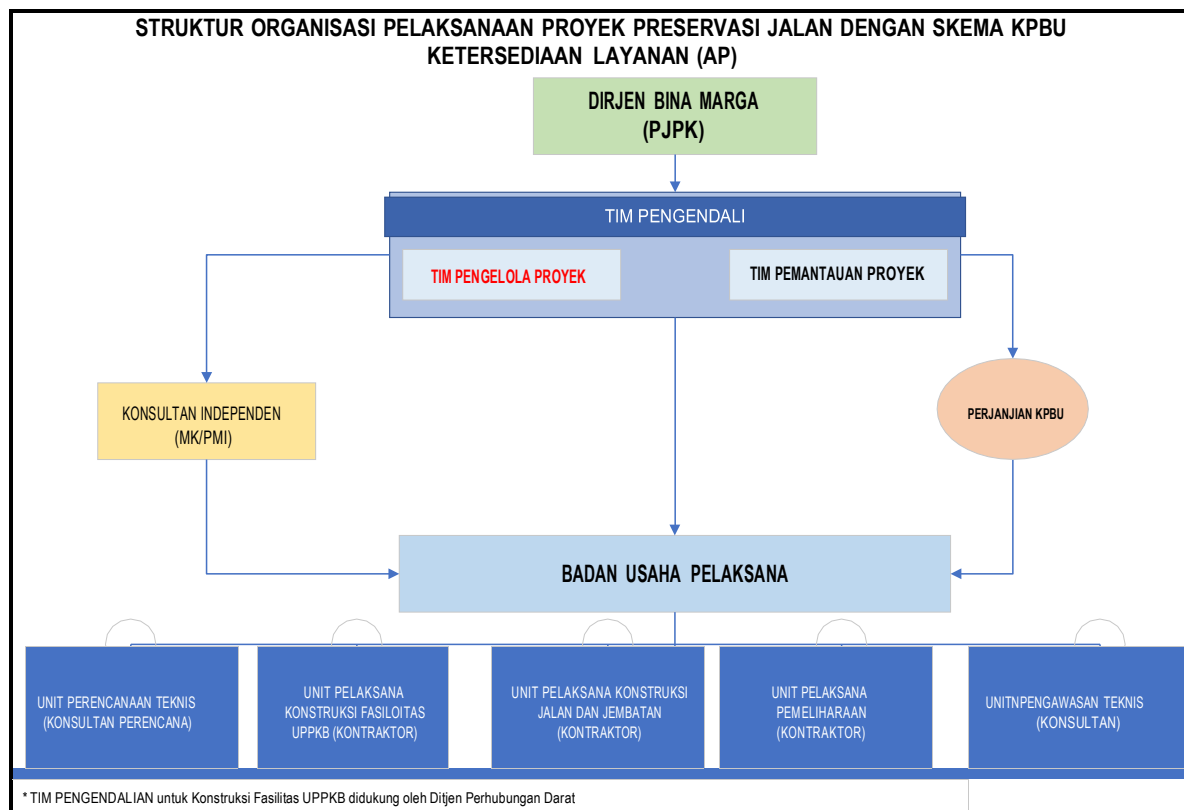 STRUKTUR ORGANISASI PELAKSANAAN PROYEK PRESERVASI JALAN DENGAN SKEMA KPBU
KETERSEDIAAN LAYANAN (AP)
DIRJEN BINA MARGA
(PJPK)
TIM PENGENDALI
TIM PENGELOLA PROYEK
TIM PEMANTAUAN PROYEK
KONSULTAN INDEPENDEN
(MK/PMI)
PERJANJIAN KPBU
BADAN USAHA PELAKSANA
UNIT PERENCANAAN TEKNIS
(KONSULTAN PERENCANA)
UNIT PELAKSANA
KONSTRUKSI FASILOITAS
UPPKB (KONTRAKTOR)
UNIT PELAKSANA KONSTRUKSI
JALAN DAN JEMBATAN
(KONTRAKTOR)
UNIT PELAKSANA
PEMELIHARAAN
(KONTRAKTOR)
UNITNPENGAWASAN TEKNIS
(KONSULTAN)
* TIM PENGENDALIAN untuk Konstruksi Fasilitas UPPKB didukung oleh Ditjen Perhubungan Darat